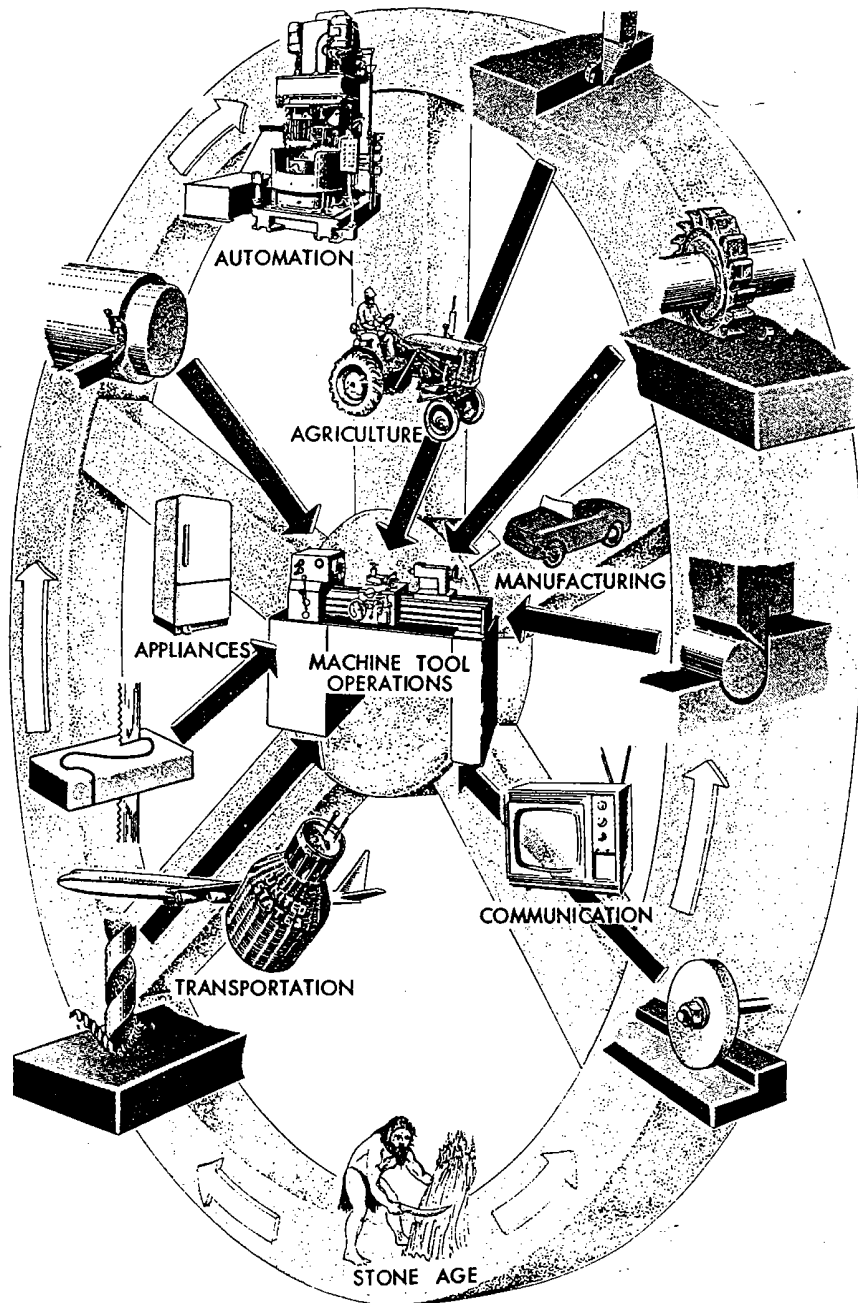 AUTOMATION
AGRICULTURE
MANUFACTURING
APPLIANCES
MACHINE TOOL
OPERATIONS
COMMUNICATION
TRANSPORTATION
STONE AGE